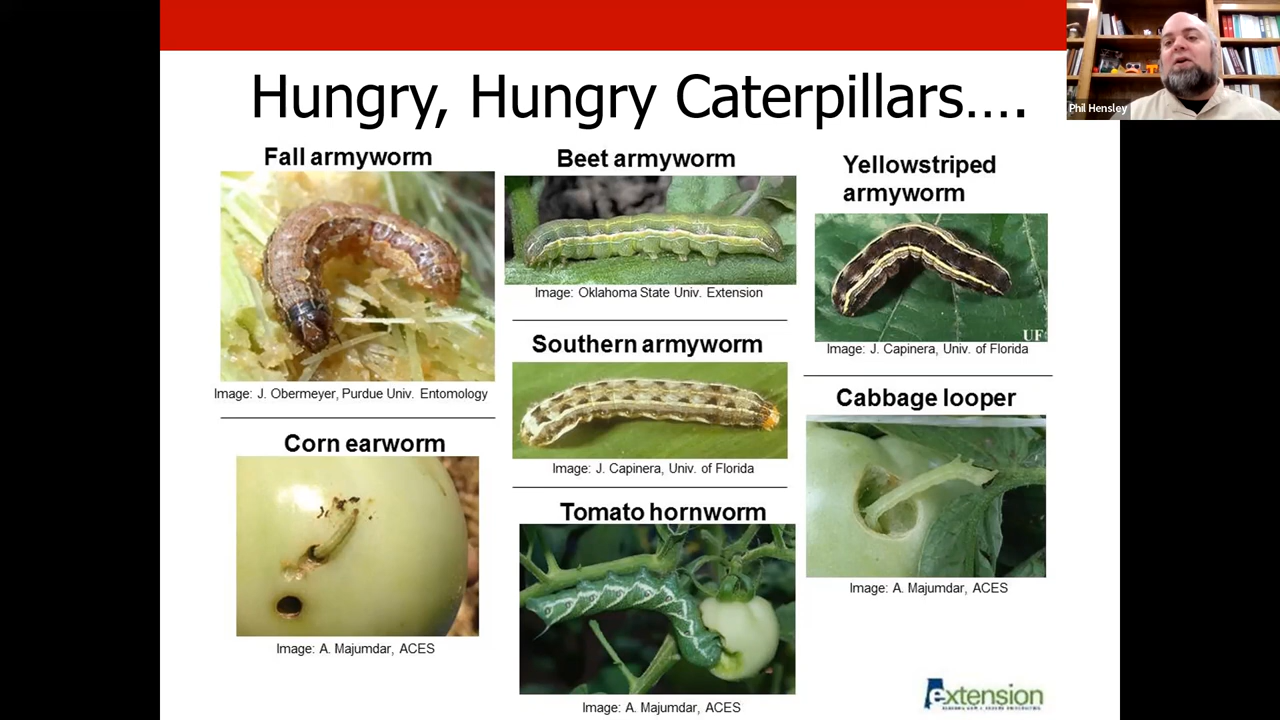 Hungry, Hungry Caterpillars….
Phil Hensley
Fall armyworm
Image: J. Obermeyer, Purdue Univ. Entomology
Corn earworm
Image: A. Majumdar, ACES
Beet armyworm
Image: Oklahoma State Univ. Extension
Southern armyworm
Image: J. Capinera, Univ. of Florida
Tomato hornworm
Image: A. Majumdar, ACES
Yellowstriped
armyworm
UF
Image: J. Capinera, Univ. of Florida
Cabbage looper
Image: A. Majumdar, ACES
extension